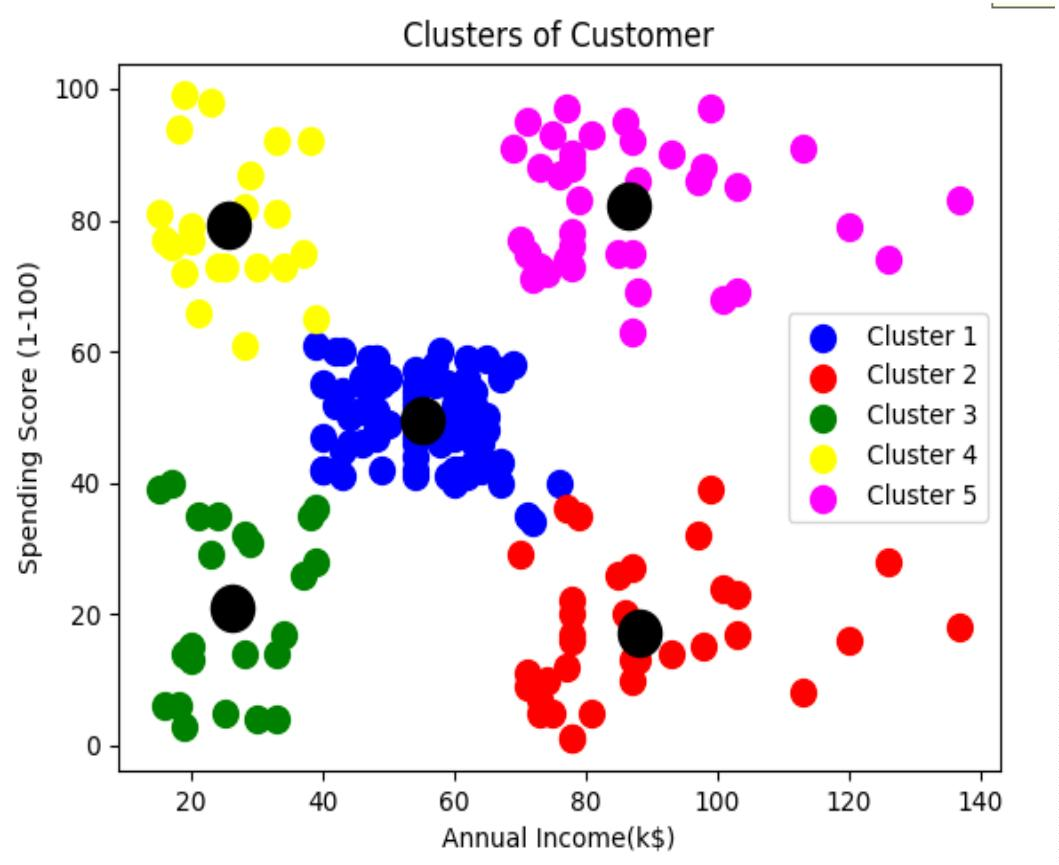 Clusters of Customer
Spending Score (1-100)
100
80
60
40
20
0
Cluster 1
Cluster 2
Cluster 3
Cluster 4
Cluster 5
20 40 60 80 100 120 140
Annual Income(k$)